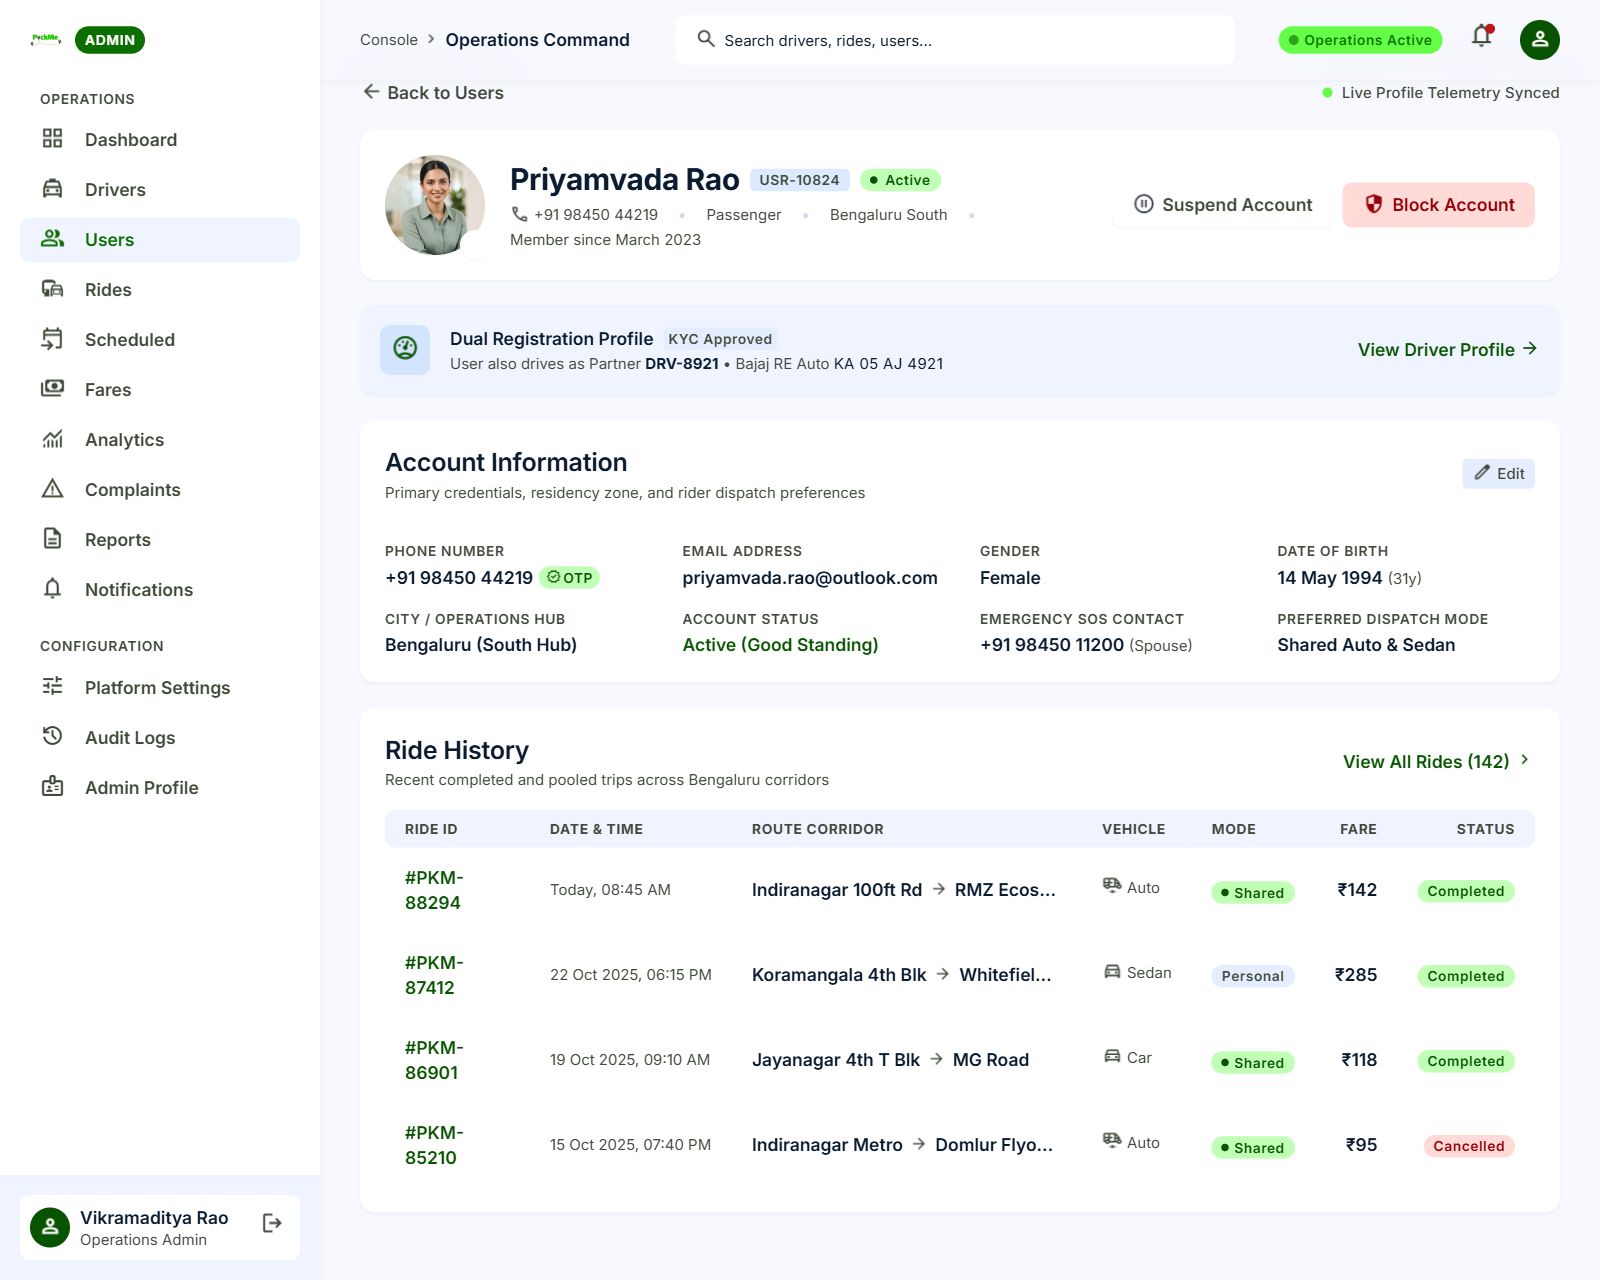 PickMe ADMIN
OPERATIONS
Dashboard
Drivers
Users
Rides
Scheduled
Fares
Analytics
Complaints
Reports
Notifications
CONFIGURATION
Platform Settings
Audit Logs
Admin Profile
Vikramaditya Rao
Operations Admin
Console > Operations Command
Search drivers, rides, users...
Operations Active
← Back to Users
Live Profile Telemetry Synced
Priyamvada Rao USR-10824 • Active
+91 98450 44219 • Passenger • Bengaluru South •
Member since March 2023
Suspend Account
Block Account
Dual Registration Profile KYC Approved
User also drives as Partner DRV-8921 • Bajaj RE Auto KA 05 AJ 4921
View Driver Profile →
Account Information
Primary credentials, residency zone, and rider dispatch preferences
Edit
PHONE NUMBER EMAIL ADDRESS GENDER DATE OF BIRTH
+91 98450 44219 OTP priyamvada.rao@outlook.com Female 14 May 1994 (31y)
CITY / OPERATIONS HUB ACCOUNT STATUS EMERGENCY SOS CONTACT PREFERRED DISPATCH MODE
Bengaluru (South Hub) Active (Good Standing) +91 98450 11200 (Spouse) Shared Auto & Sedan
Ride History
Recent completed and pooled trips across Bengaluru corridors
View All Rides (142) >
RIDE ID DATE & TIME ROUTE CORRIDOR VEHICLE MODE FARE STATUS
#PKM-
88294 Today, 08:45 AM Indiranagar 100ft Rd → RMZ Ecos... Auto • Shared ₹142 Completed
#PKM-
87412 22 Oct 2025, 06:15 PM Koramangala 4th Blk → Whitefiel... Sedan Personal ₹285 Completed
#PKM-
86901 19 Oct 2025, 09:10 AM Jayanagar 4th T Blk → MG Road Car • Shared ₹118 Completed
#PKM-
85210 15 Oct 2025, 07:40 PM Indiranagar Metro → Domlur Flyo... Auto • Shared ₹95 Cancelled